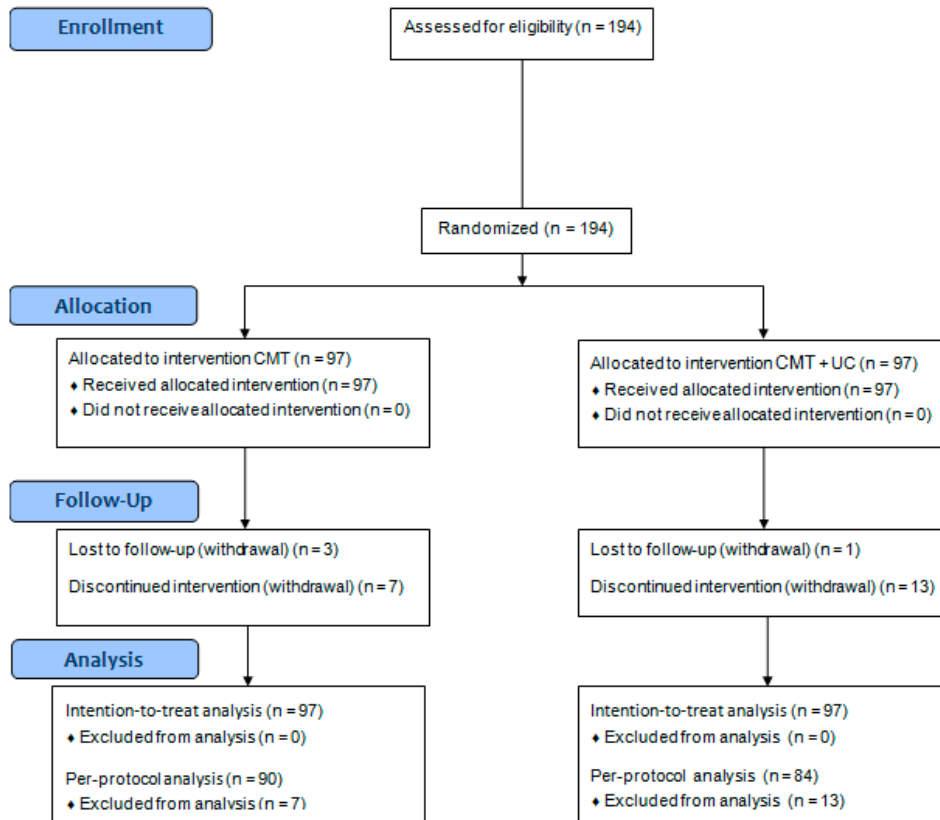 Enrollment
Assessed for eligibility (n = 194)
Randomized (n = 194)
Allocation
Allocated to intervention CMT (n = 97)
♦ Received allocated intervention (n = 97)
♦ Did not receive allocated intervention (n = 0)
Allocated to intervention CMT + UC (n = 97)
♦ Received allocated intervention (n = 97)
♦ Did not receive allocated intervention (n = 0)
Follow-Up
Lost to follow-up (withdrawal) (n = 3)
Discontinued intervention (withdrawal) (n = 7)
Lost to follow-up (withdrawal) (n = 1)
Discontinued intervention (withdrawal) (n = 13)
Analysis
Intention-to-treat analysis (n = 97)
♦ Excluded from analysis (n = 0)
Per-protocol analysis (n = 90)
♦ Excluded from analysis (n = 7)
Intention-to-treat analysis (n = 97)
♦ Excluded from analysis (n = 0)
Per-protocol analysis (n = 84)
♦ Excluded from analysis (n = 13)